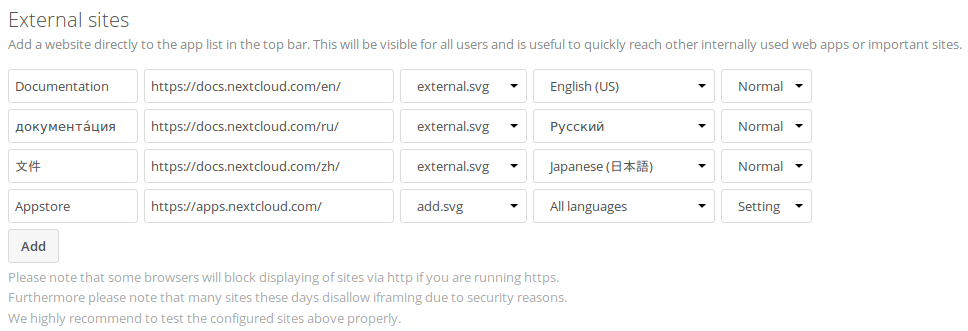 External sites
Add a website directly to the app list in the top bar. This will be visible for all users and is useful to quickly reach other internally used web apps or important sites.
Documentation https://docs.nextcloud.com/en/ external.svg English (US) Normal
документа́ция https://docs.nextcloud.com/ru/ external.svg Русский Normal
文件 https://docs.nextcloud.com/zh/ external.svg Japanese (日本語) Normal
Appstore https://apps.nextcloud.com/ add.svg All languages Setting
Add
Please note that some browsers will block displaying of sites via http if you are running https.
Furthermore please note that many sites these days disallow iframing due to security reasons.
We highly recommend to test the configured sites above properly.